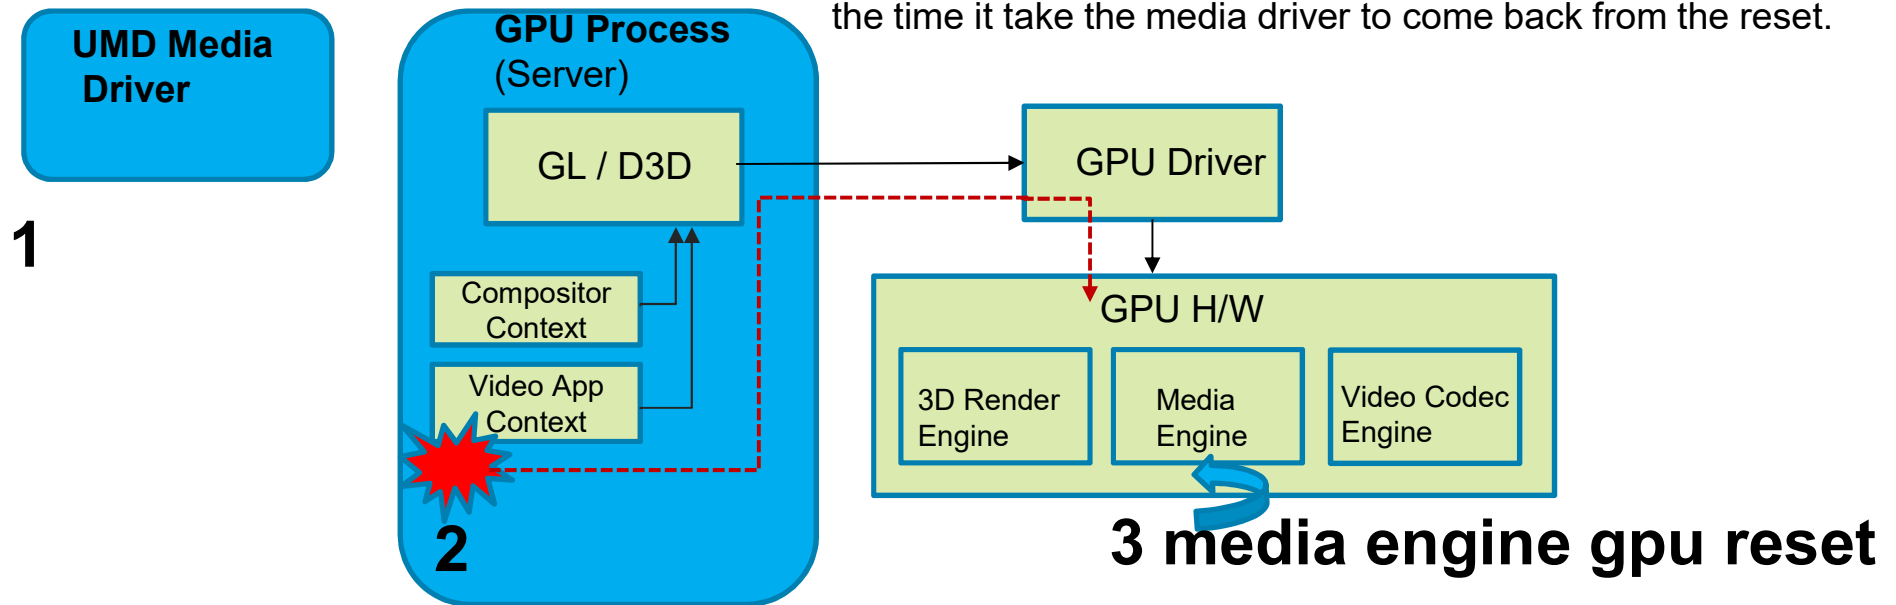 the time it take the media driver to come back from the reset.
UMD Media
Driver
1
GPU Process
(Server)
GL / D3D
Compositor
Context
Video App
Context
2
GPU Driver
GPU H/W
3D Render
Engine
Media
Engine
Video Codec
Engine
3 media engine gpu reset